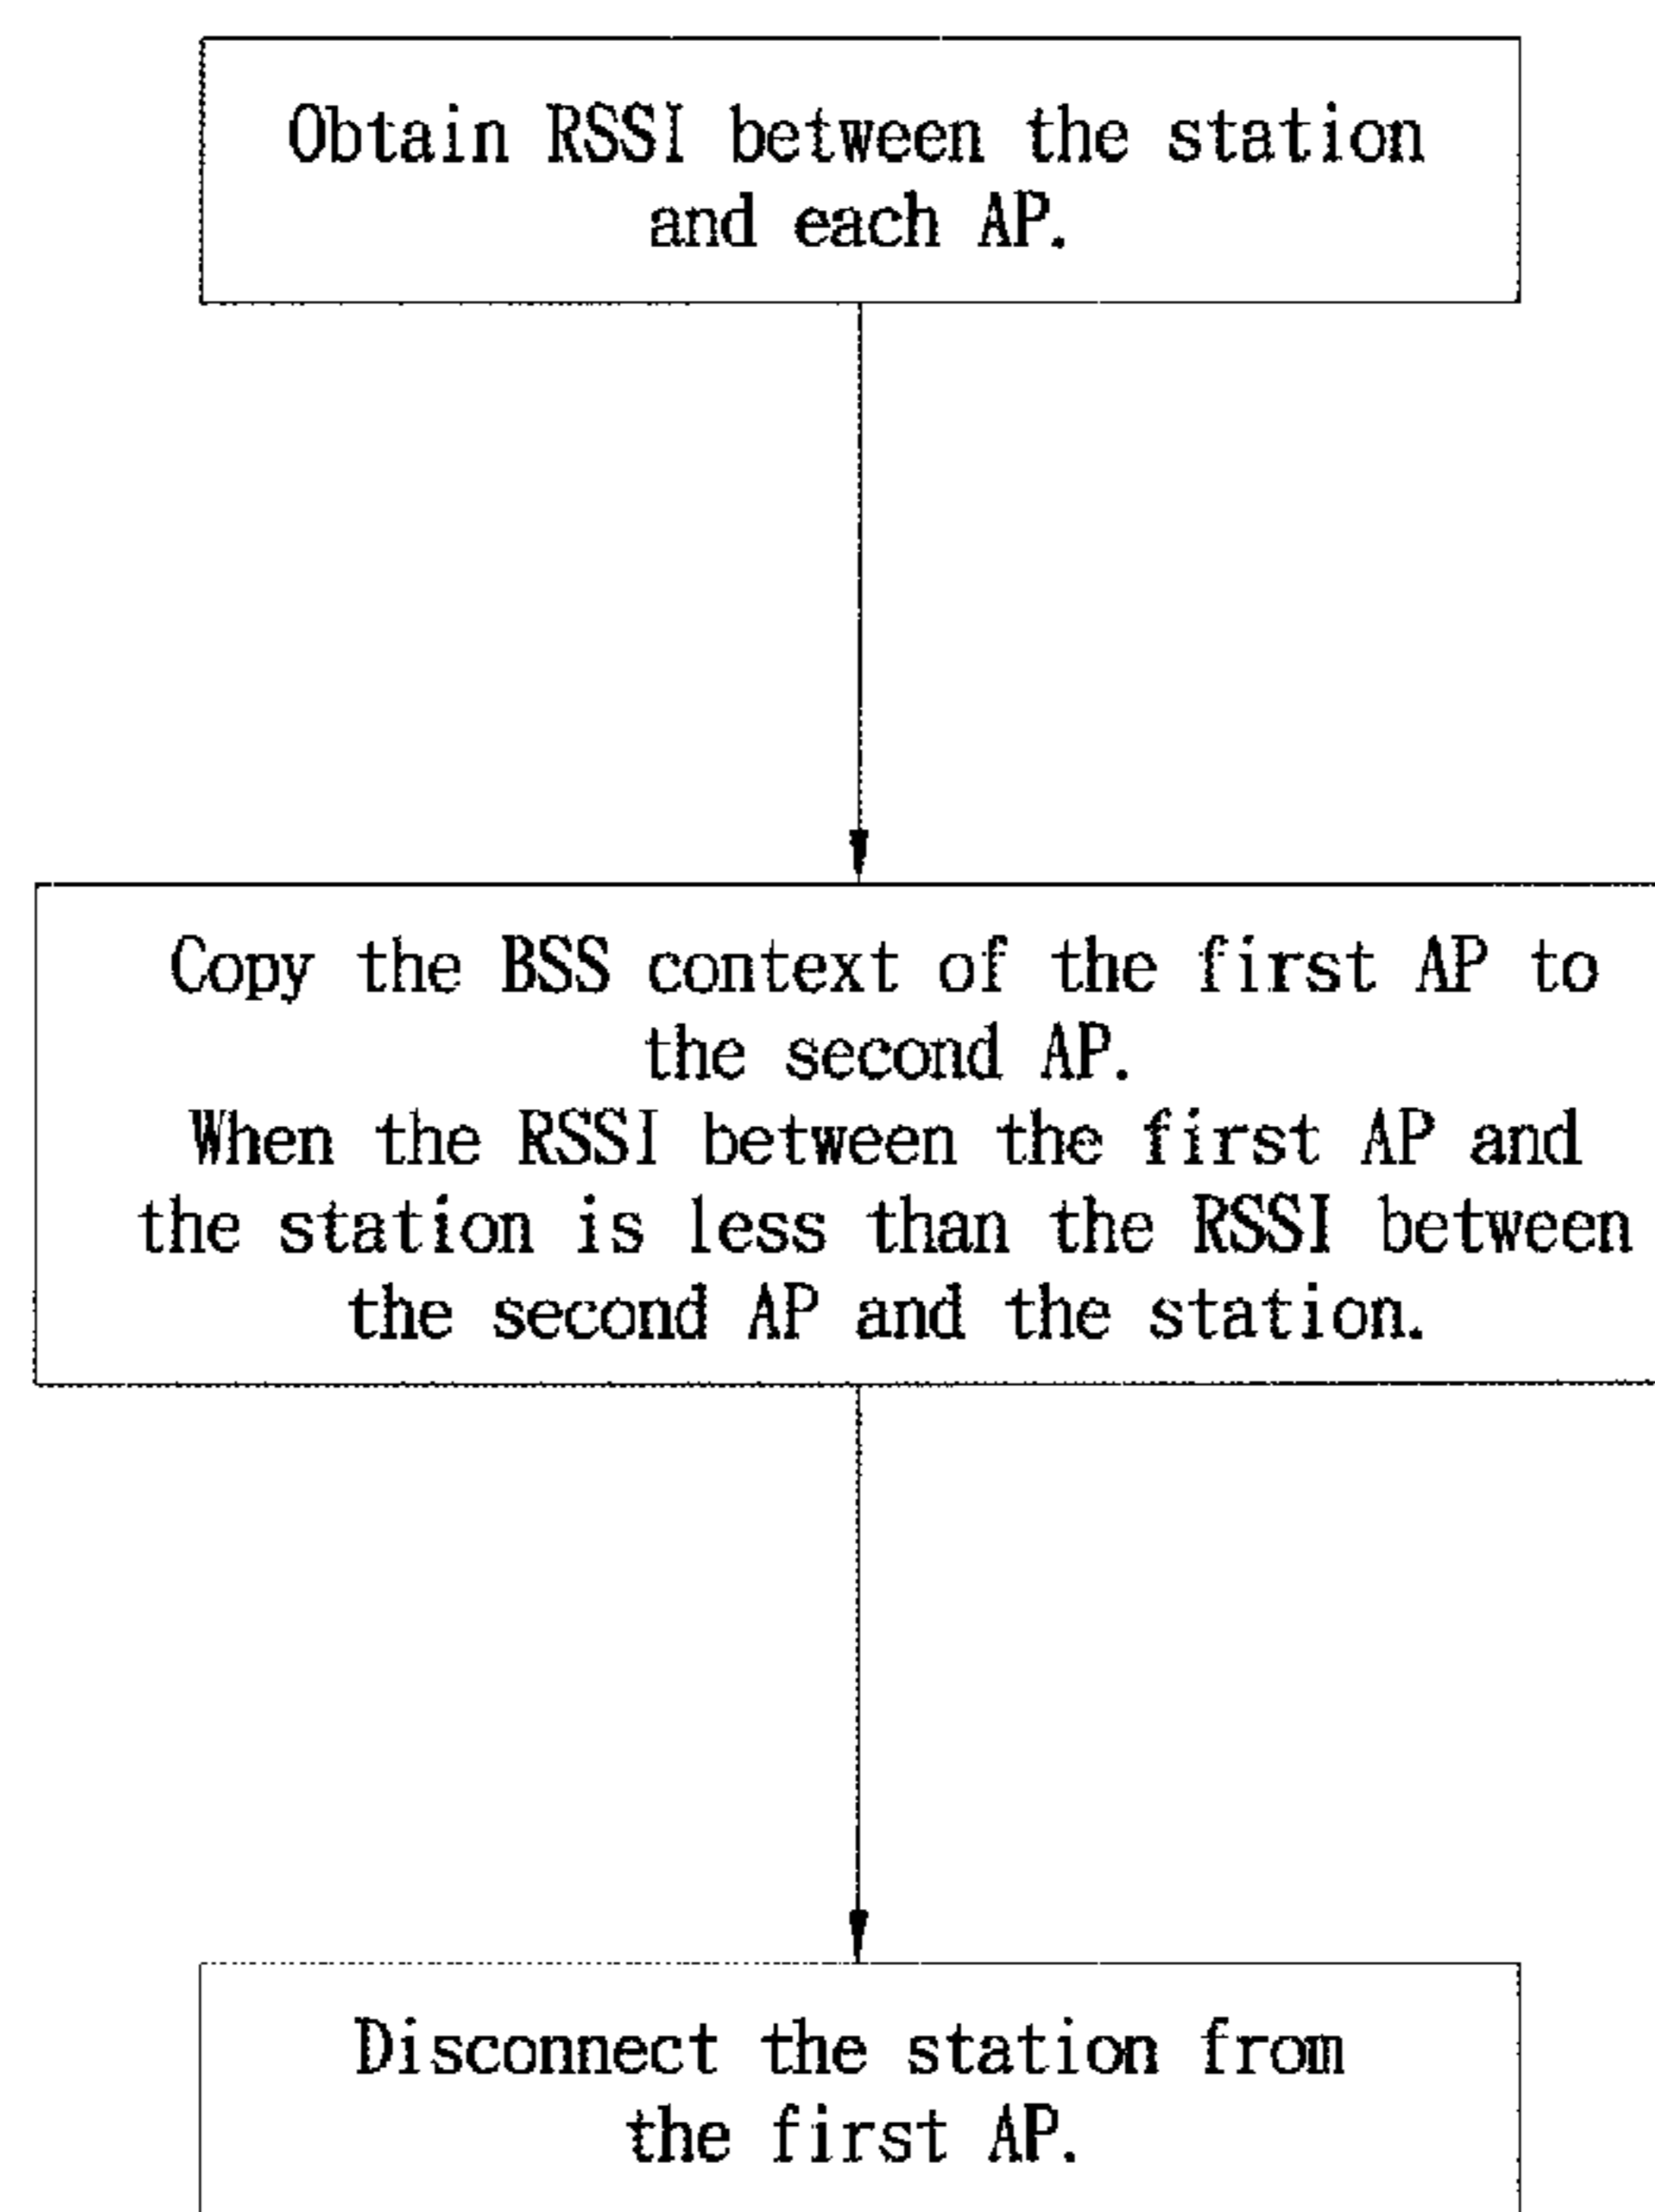 Obtain RSSI between the station
and each AP.
Copy the BSS context of the first AP to
the second AP.
When the RSSI between the first AP and
the station is less than the RSSI between
the second AP and the station.
Disconnect the station from
the first AP.